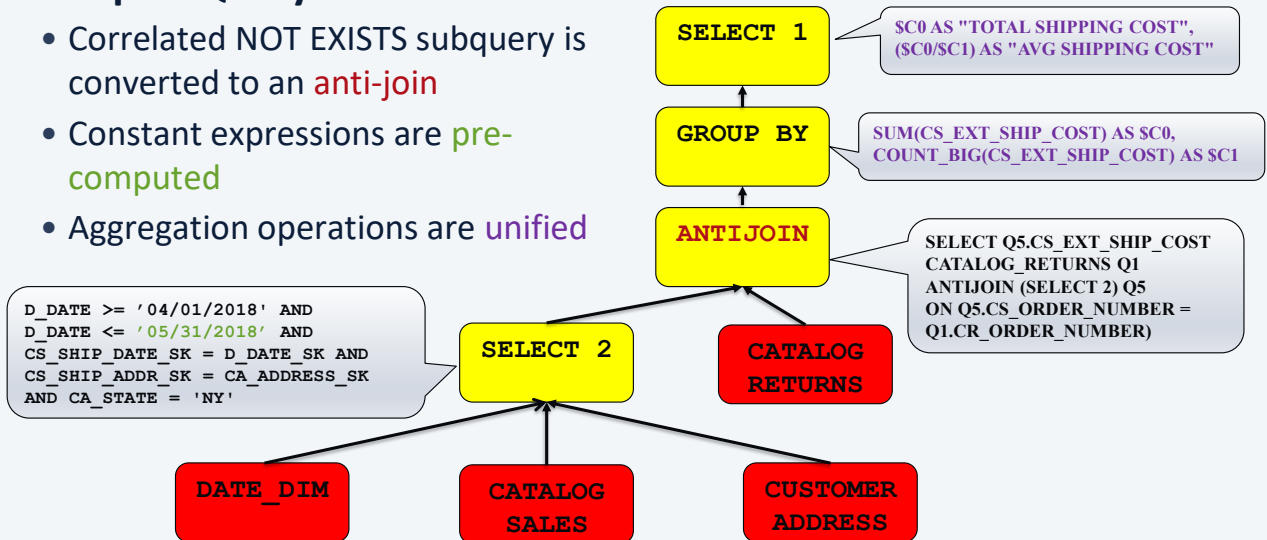 • Correlated NOT EXISTS subquery is
converted to an anti-join
• Constant expressions are pre-
computed
• Aggregation operations are unified
SELECT 1
$C0 AS "TOTAL SHIPPING COST",
($C0/$C1) AS "AVG SHIPPING COST"
GROUP BY
SUM(CS_EXT_SHIP_COST) AS $C0,
COUNT_BIG(CS_EXT_SHIP_COST) AS $C1
ANTIJOIN
SELECT Q5.CS_EXT_SHIP_COST
CATALOG_RETURNS Q1
ANTIJOIN (SELECT 2) Q5
ON Q5.CS_ORDER_NUMBER =
Q1.CR_ORDER_NUMBER)
D_DATE >= '04/01/2018' AND
D_DATE <= '05/31/2018' AND
CS_SHIP_DATE_SK = D_DATE_SK AND
CS_SHIP_ADDR_SK = CA_ADDRESS_SK
AND CA_STATE = 'NY'
SELECT 2
CATALOG
RETURNS
DATE_DIM
CATALOG
SALES
CUSTOMER
ADDRESS